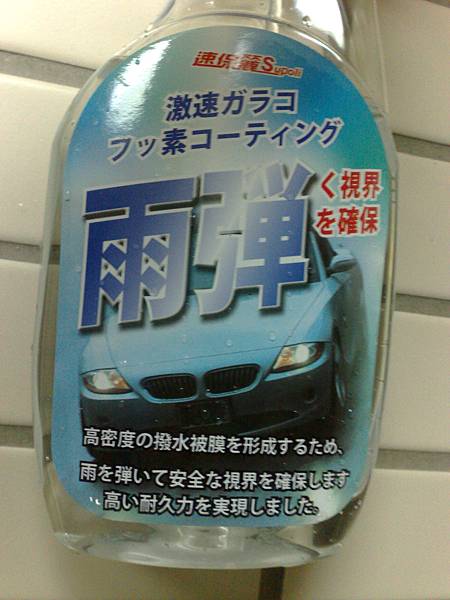 速保麗Supoli
激速ガラコ
フッ素コーティング
雨弾く視界
を確保
高密度の撥水被膜を形成するため、
雨を弾いて安全な視界を確保します
高い耐久力を実現しました。